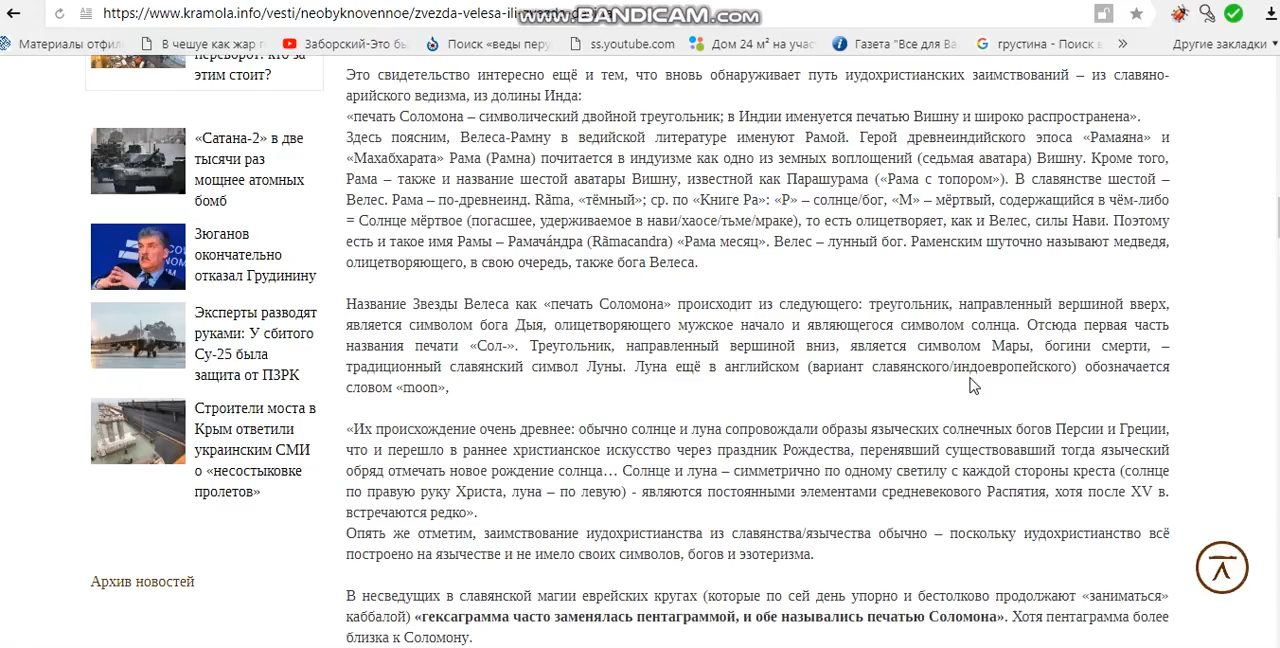 https://www.kramola.info/vesti/neobyknovennoe/zvezda-velesa-ili
www.BANDICAM.com
Материалы отфил
В чешуе как жар г
Заборский-Это бы
Поиск «веды перу
ss.youtube.com
Дом 24 м² на учас
Газета "Все для Ва
грустина - Поиск в
Другие закладки
этим стоит?
«Сатана-2» в две
тысячи раз
мощнее атомных
бомб
Зюганов
окончательно
отказал Грудинину
Эксперты разводят
руками: У сбитого
Су-25 была
защита от ПЗРК
Строители моста в
Крым ответили
украинским СМИ
о «несостыковке
пролетов»
Архив новостей
Это свидетельство интересно ещё и тем, что вновь обнаруживает путь иудохристианских заимствований – из славяно-
арийского ведизма, из долины Инда:
«печать Соломона – символический двойной треугольник; в Индии именуется печатью Вишну и широко распространена».
Здесь поясним, Велеса-Рамну в ведийской литературе именуют Рамой. Герой древнеиндийского эпоса «Рамаяна» и
«Махабхарата» Рама (Рамна) почитается в индуизме как одно из земных воплощений (седьмая аватара) Вишну. Кроме того,
Рама – также и название шестой аватары Вишну, известной как Парашурама («Рама с топором»). В славянстве шестой –
Велес. Рама – по-древнеинд. Rãma, «тёмный»; ср. по «Книге Ра»: «Р» – солнце/бог, «М» – мёртвый, содержащийся в чём-либо
= Солнце мёртвое (погасшее, удерживаемое в нави/хаосе/тьме/мраке), то есть олицетворяет, как и Велес, силы Нави. Поэтому
есть и такое имя Рамы – Рамача́ндра (Rãmacandra) «Рама месяц». Велес – лунный бог. Раменским шуточно называют медведя,
олицетворяющего, в свою очередь, также бога Велеса.
Название Звезды Велеса как «печать Соломона» происходит из следующего: треугольник, направленный вершиной вверх,
является символом бога Дыя, олицетворяющего мужское начало и являющегося символом солнца. Отсюда первая часть
названия печати «Сол-». Треугольник, направленный вершиной вниз, является символом Мары, богини смерти, –
традиционный славянский символ Луны. Луна ещё в английском (вариант славянского/индоевропейского) обозначается
словом «moon»,
«Их происхождение очень древнее: обычно солнце и луна сопровождали образы языческих солнечных богов Персии и Греции,
что и перешло в раннее христианское искусство через праздник Рождества, перенявший существовавший тогда языческий
обряд отмечать новое рождение солнца… Солнце и луна – симметрично по одному светилу с каждой стороны креста (солнце
по правую руку Христа, луна – по левую) - являются постоянными элементами средневекового Распятия, хотя после XV в.
встречаются редко».
Опять же отметим, заимствование иудохристианства из славянства/язычества обычно – поскольку иудохристианство всё
построено на язычестве и не имело своих символов, богов и эзотеризма.
В несведущих в славянской магии еврейских кругах (которые по сей день упорно и бестолково продолжают «заниматься»
каббалой) «гексаграмма часто заменялась пентаграммой, и обе назывались печатью Соломона». Хотя пентаграмма более
близка к Соломону.